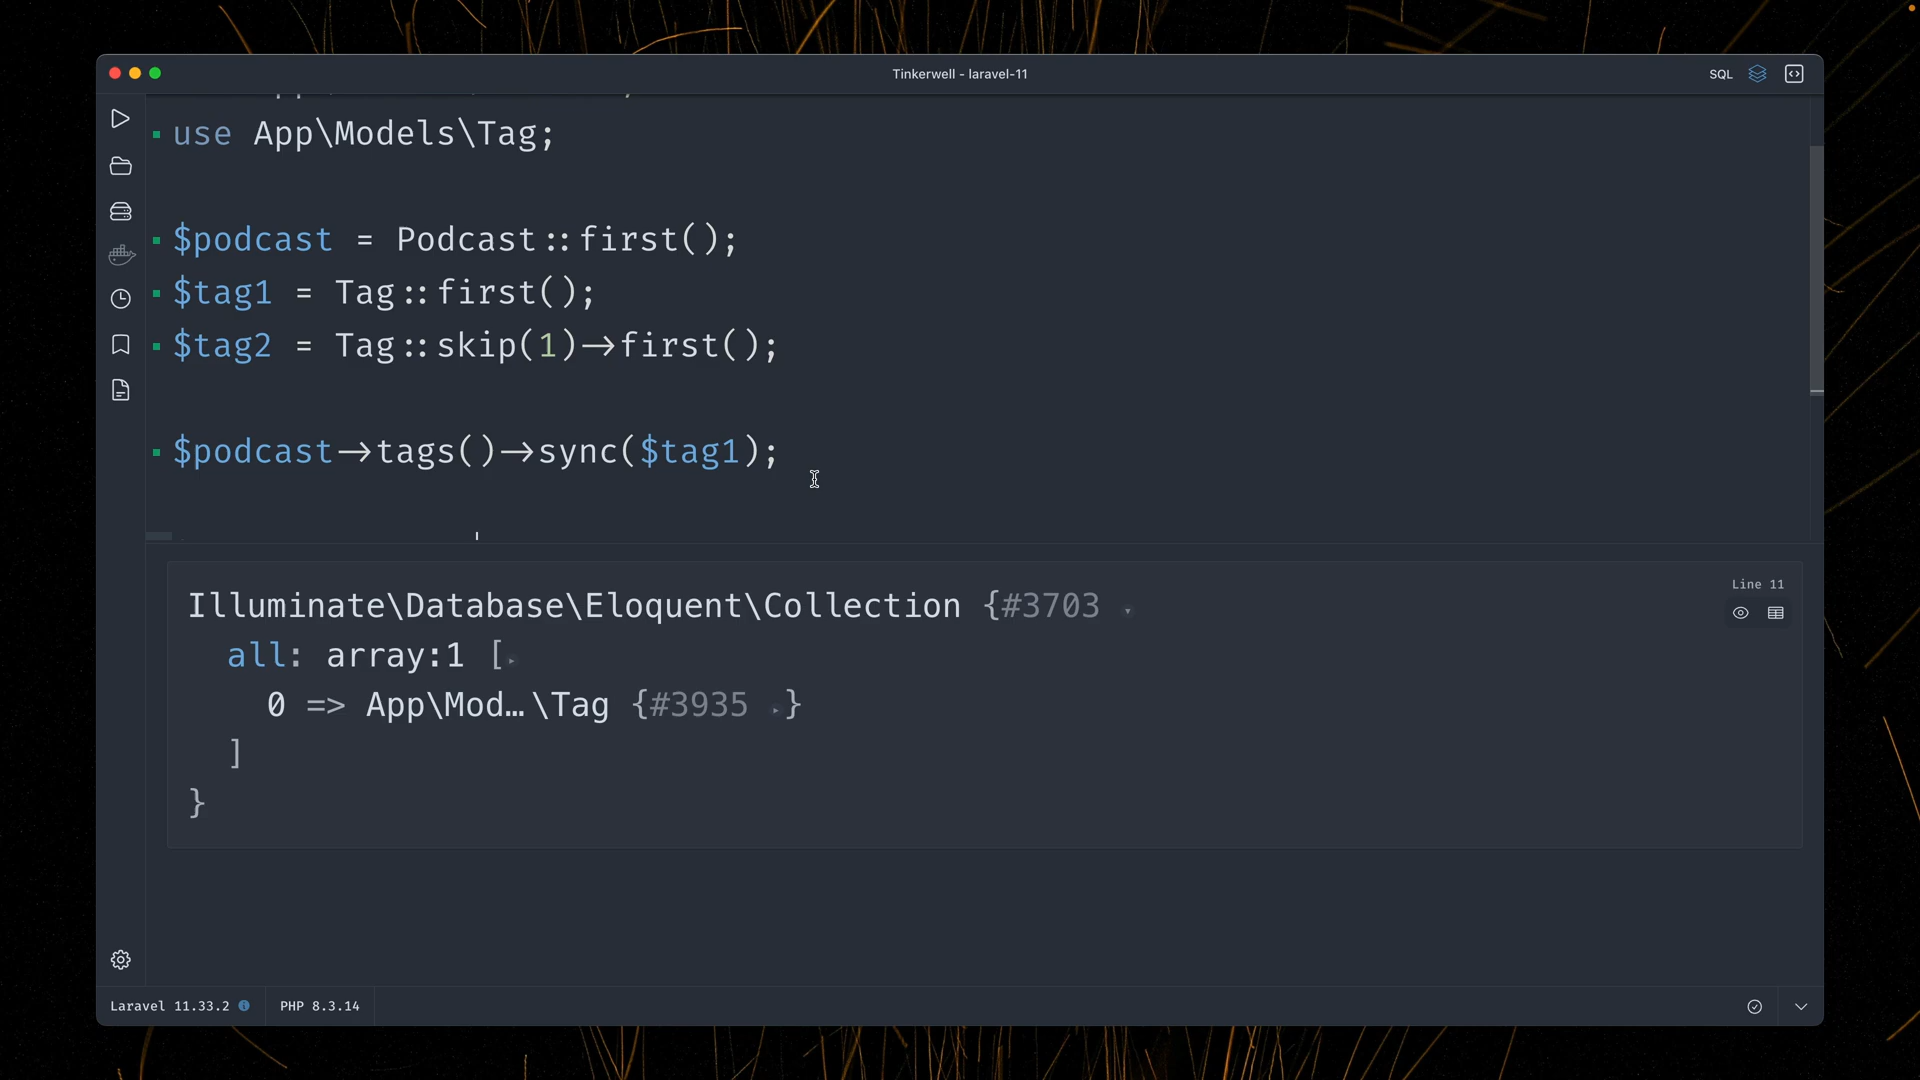 Tinkerwell - laravel-11
SQL
use App\Models\Tag;
$podcast = Podcast::first();
$tag1 = Tag::first();
$tag2 = Tag::skip(1)->first();
$podcast->tags()->sync($tag1);
Line 11
Illuminate\Database\Eloquent\Collection {#3703
all: array:1 [
0 => App\Mod…\Tag {#3935 }
]
}
Laravel 11.33.2
PHP 8.3.14